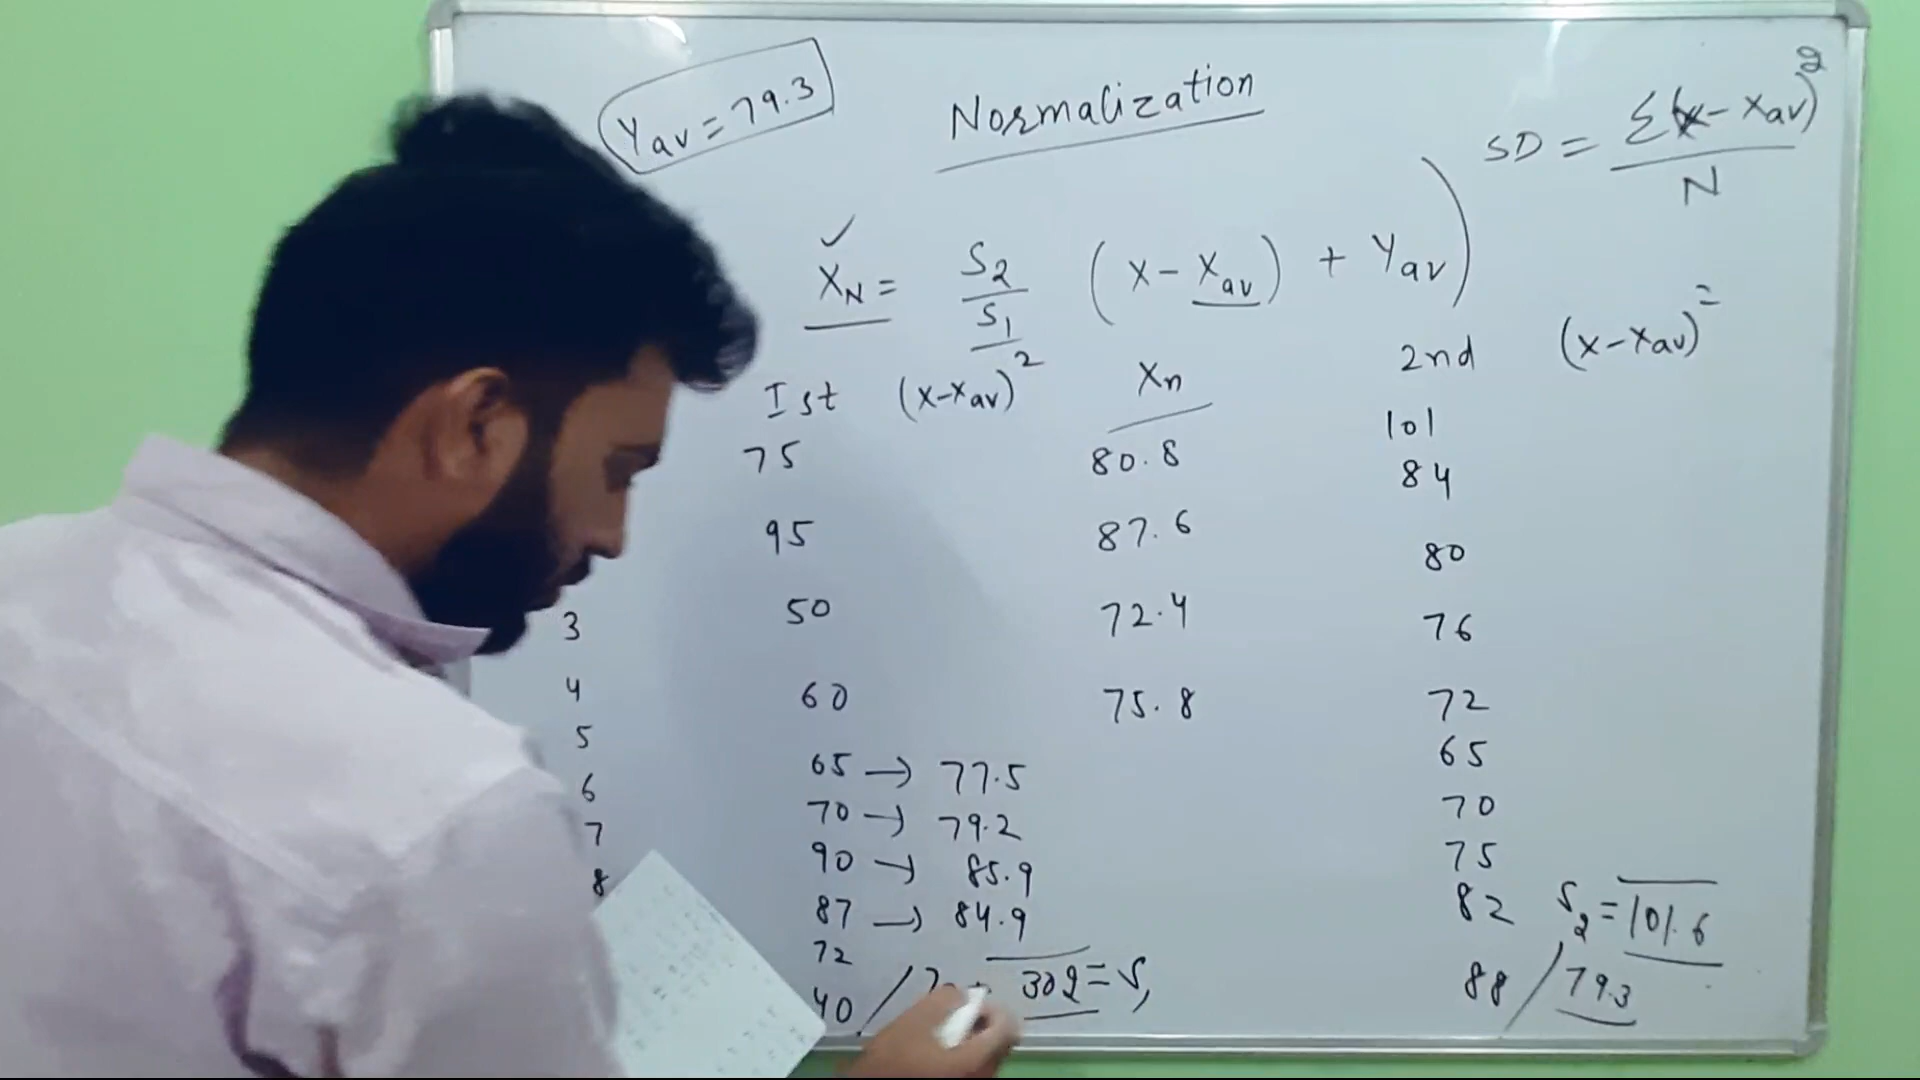 Yav = 79.3
Normalization
SD = Σ(x - xav)² / N
XN = S2 / S1 (x - xav) + Yav)
Ist (x-xav)² Xn 2nd (x-xav)²
75 80.8 101
84
95 87.6 80
3 50 72.4 76
4 60 75.8 72
5 65 → 77.5 65
6 70 → 79.2 70
7 90 → 85.9 75
8 87 → 84.9 82 S2 = 101.6
72
40 / 302 = S1 88 / 79.3